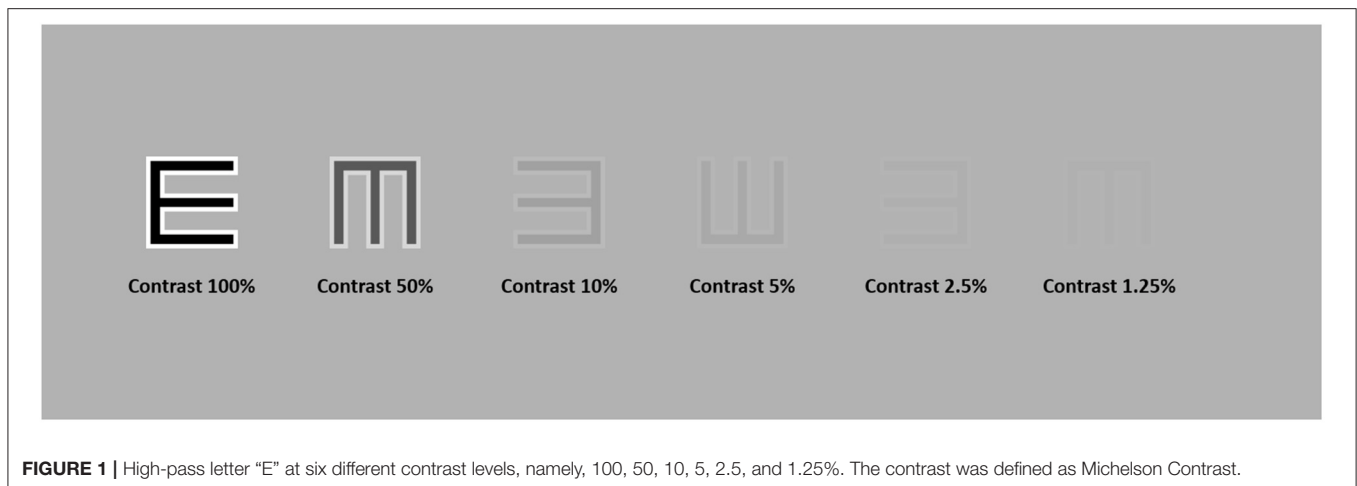 E
Contrast 100% Contrast 50% Contrast 10% Contrast 5% Contrast 2.5% Contrast 1.25%
FIGURE 1 | High-pass letter “E” at six different contrast levels, namely, 100, 50, 10, 5, 2.5, and 1.25%. The contrast was defined as Michelson Contrast.